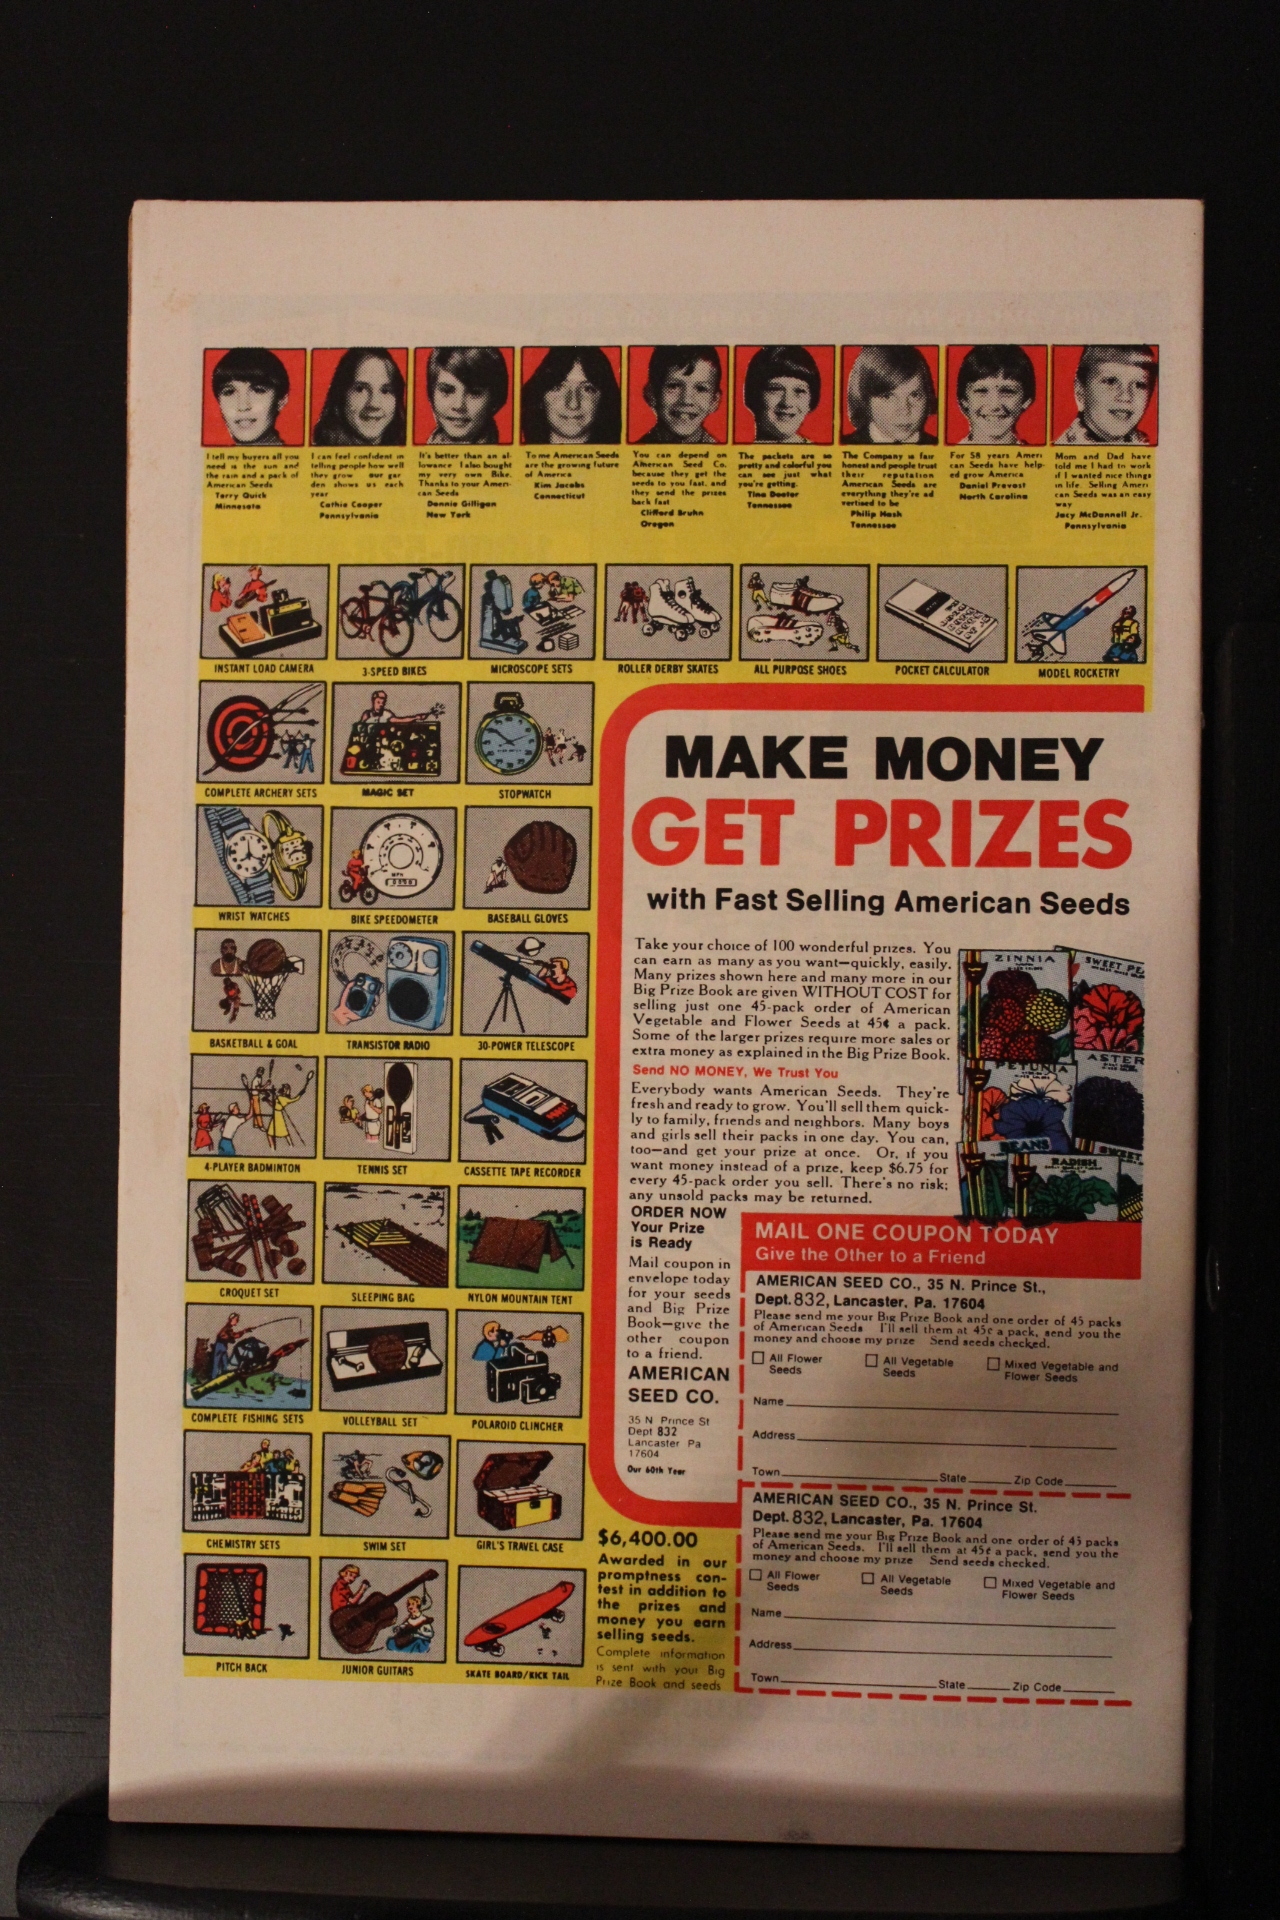 I tell my buyers all you
need is the sun and
the rain and a pack of
American Seeds
Terry Quick
Minnesota
I can feel confident in
telling people how well
they grow our gar
den shows us each
year
Cathie Cooper
Pennsylvania
It's better than an al-
lowance I also bought
my very own Bike.
Thanks to your Ameri-
can Seeds
Donnie Gilligan
New York
To me American Seeds
are the growing future
of America
Kim Jacobs
Connecticut
You can depend on
American Seed Co.
because they get the
seeds to you fast, and
they send the prizes
back fast
Clifford Bruhn
Oregon
The packets are so
pretty and colorful you
can see just what
you're getting.
Tina Doctor
Tennessee
The Company is fair
honest and people trust
their reputation
American Seeds are
everything they're ad
vertised to be
Philip Nash
Tennessee
For 58 years Ameri
can Seeds have help-
ed grow America
Daniel Provost
North Carolina
Mom and Dad have
told me I had to work
if I wanted nice things
in life. Selling Ameri
can Seeds was an easy
way
Jacy McDannell Jr.
Pennsylvania
INSTANT LOAD CAMERA
3-SPEED BIKES
MICROSCOPE SETS
ROLLER DERBY SKATES
ALL PURPOSE SHOES
POCKET CALCULATOR
MODEL ROCKETRY
COMPLETE ARCHERY SETS
MAGIC SET
STOPWATCH
WRIST WATCHES
MPH
BIKE SPEEDOMETER
BASEBALL GLOVES
BASKETBALL & GOAL
TRANSISTOR RADIO
30-POWER TELESCOPE
4-PLAYER BADMINTON
TENNIS SET
CASSETTE TAPE RECORDER
CROQUET SET
SLEEPING BAG
NYLON MOUNTAIN TENT
COMPLETE FISHING SETS
VOLLEYBALL SET
POLAROID CLINCHER
CHEMISTRY SETS
SWIM SET
GIRL'S TRAVEL CASE
PITCH BACK
JUNIOR GUITARS
SKATE BOARD/KICK TAIL
MAKE MONEY
GET PRIZES
with Fast Selling American Seeds
Take your choice of 100 wonderful prizes. You
can earn as many as you want—quickly, easily.
Many prizes shown here and many more in our
Big Prize Book are given WITHOUT COST for
selling just one 45-pack order of American
Vegetable and Flower Seeds at 45¢ a pack.
Some of the larger prizes require more sales or
extra money as explained in the Big Prize Book.
Send NO MONEY, We Trust You
Everybody wants American Seeds. They're
fresh and ready to grow. You'll sell them quick-
ly to family, friends and neighbors. Many boys
and girls sell their packs in one day. You can,
too—and get your prize at once. Or, if you
want money instead of a prize, keep $6.75 for
every 45-pack order you sell. There's no risk;
any unsold packs may be returned.
ZINNIA
SWEET PE
ASTER
PETUNIA
BEANS
RADISH
SWEET
ORDER NOW
Your Prize
is Ready
Mail coupon in
envelope today
for your seeds
and Big Prize
Book—give the
other coupon
to a friend.
AMERICAN
SEED CO.
35 N Prince St
Dept 832
Lancaster Pa
17604
Our 60th Year
$6,400.00
Awarded in our
promptness con-
test in addition to
the prizes and
money you earn
selling seeds.
Complete information
is sent with your Big
Prize Book and seeds
MAIL ONE COUPON TODAY
Give the Other to a Friend
AMERICAN SEED CO., 35 N. Prince St.,
Dept. 832, Lancaster, Pa. 17604
Please send me your Big Prize Book and one order of 45 packs
of American Seeds I'll sell them at 45¢ a pack, send you the
money and choose my prize Send seeds checked.
All Flower Seeds
All Vegetable Seeds
Mixed Vegetable and Flower Seeds
Name
Address
Town State Zip Code
AMERICAN SEED CO., 35 N. Prince St.
Dept. 832, Lancaster, Pa. 17604
Please send me your Big Prize Book and one order of 45 packs
of American Seeds. I'll sell them at 45¢ a pack, send you the
money and choose my prize Send seeds checked.
All Flower Seeds
All Vegetable Seeds
Mixed Vegetable and Flower Seeds
Name
Address
Town State Zip Code